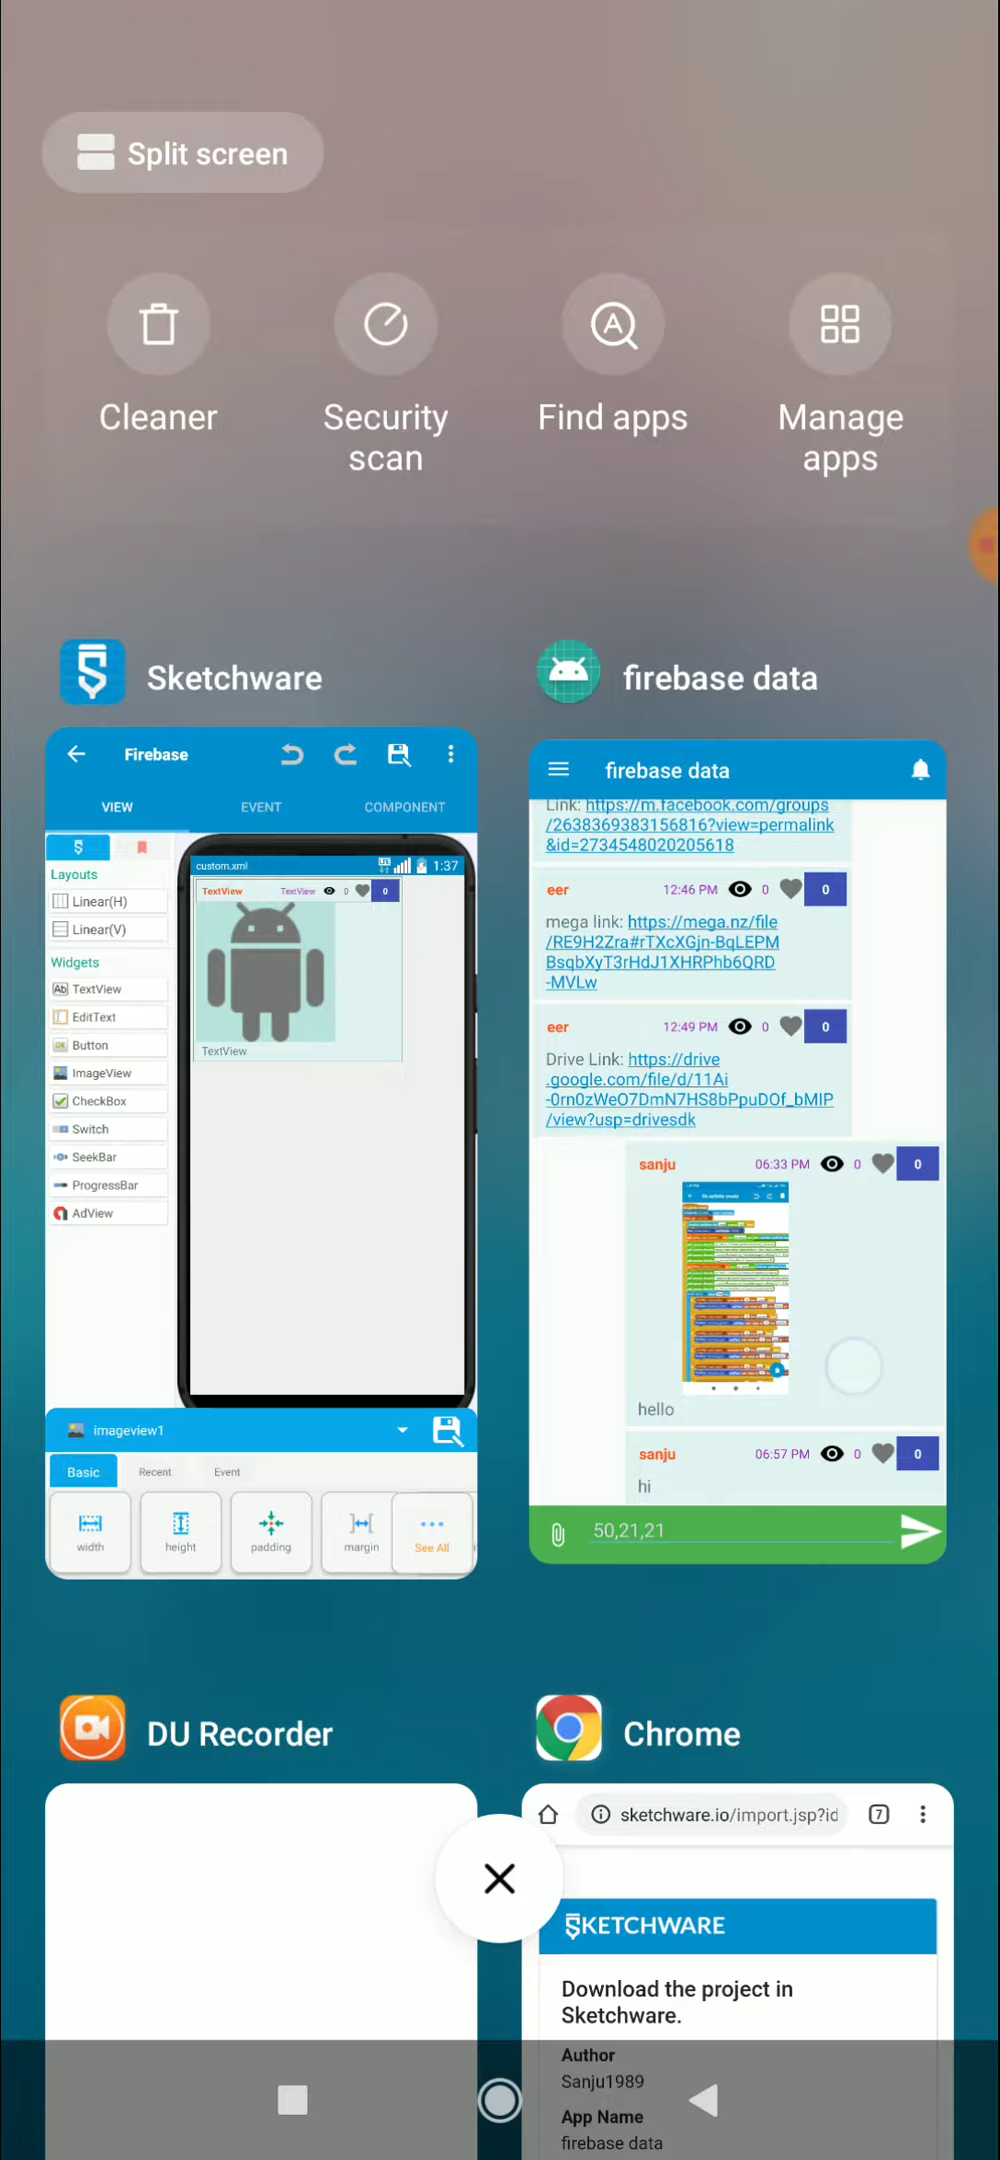 Split screen
Cleaner
Security scan
Find apps
Manage apps
Sketchware
Firebase
VIEW
EVENT
COMPONENT
Layouts
Linear(H)
Linear(V)
Widgets
Ab TextView
EditText
OK Button
ImageView
CheckBox
Switch
SeekBar
ProgressBar
AdView
custom.xml
LTE
1:37
TextView
TextView
0
0
TextView
imageview1
Basic
Recent
Event
width
height
padding
margin
See All
firebase data
firebase data
Link: https://m.facebook.com/groups
/2638369383156816?view=permalink
&id=2734548020205618
eer
12:46 PM
0
0
mega link: https://mega.nz/file
/RE9H2Zra#rTXcXGjn-BqLEPM
BsqbXyT3rHdJ1XHRPhb6QRD
-MVLw
eer
12:49 PM
0
0
Drive Link: https://drive
.google.com/file/d/11Ai
-0rn0zWeO7DmN7HS8bPpuDOf_bMIP
/view?usp=drivesdk
sanju
06:33 PM
0
0
hello
sanju
06:57 PM
0
0
hi
50,21,21
DU Recorder
Chrome
sketchware.io/import.jsp?id
7
SKETCHWARE
Download the project in
Sketchware.
Author
Sanju1989
App Name
firebase data